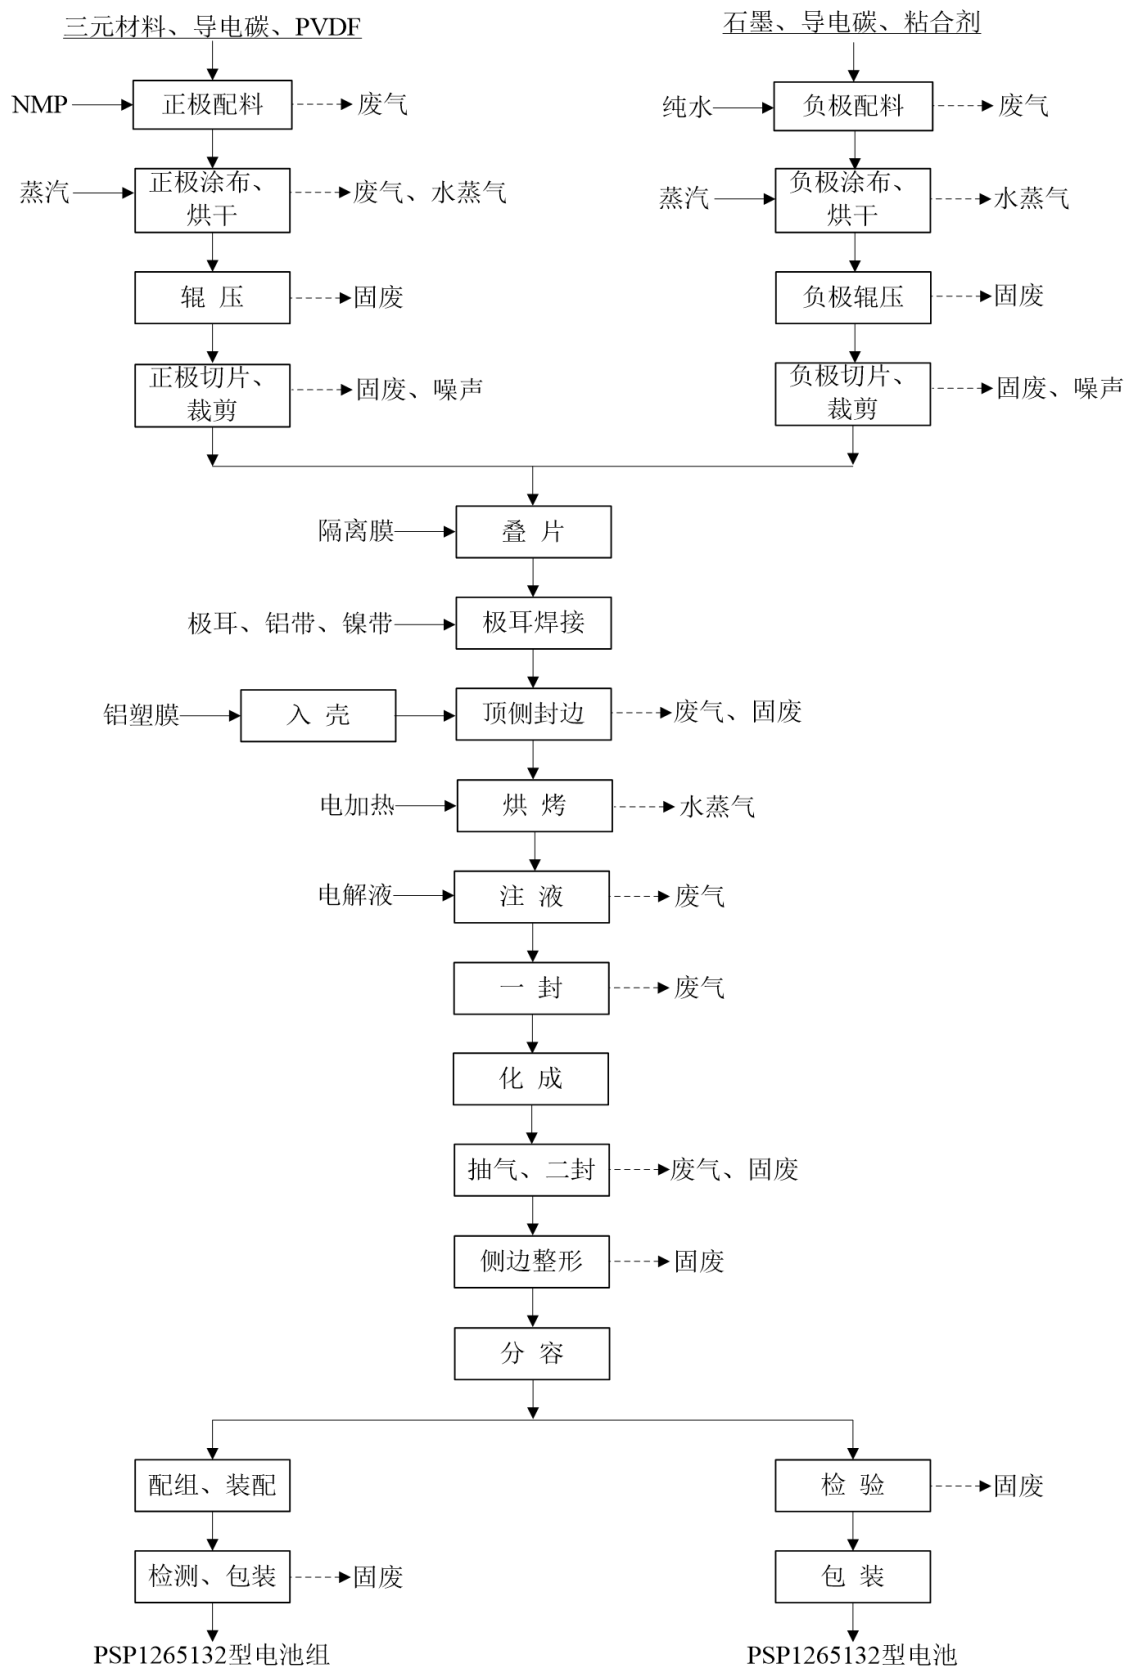 三元材料、导电碳、PVDF
石墨、导电碳、粘合剂
NMP
正极配料
废气
纯水
负极配料
废气
蒸汽
正极涂布、
烘干
废气、水蒸气
蒸汽
负极涂布、
烘干
水蒸气
辊 压
固废
负极辊压
固废
正极切片、
裁剪
固废、噪声
负极切片、
裁剪
固废、噪声
隔离膜
叠 片
极耳、铝带、镍带
极耳焊接
铝塑膜
入 壳
顶侧封边
废气、固废
电加热
烘 烤
水蒸气
电解液
注 液
废气
一 封
废气
化 成
抽气、二封
废气、固废
侧边整形
固废
分 容
配组、装配
检 验
固废
检测、包装
固废
包 装
PSP1265132型电池组
PSP1265132型电池